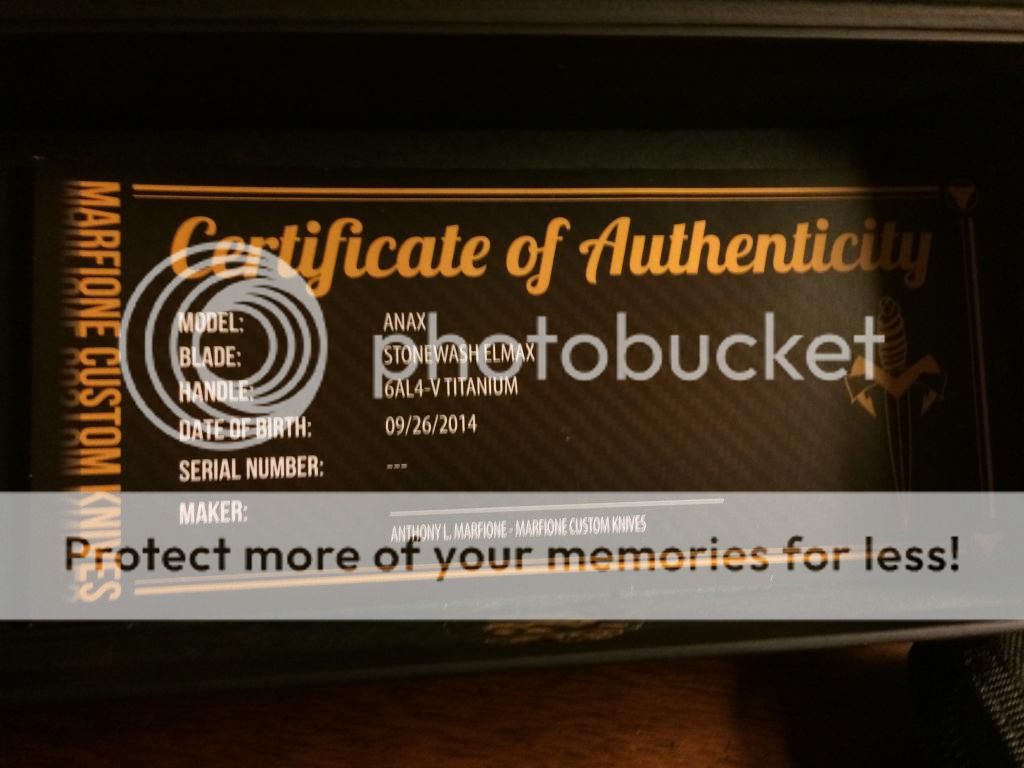 MARFIONE CUSTOM KNIVES
Certificate of Authenticity
MODEL: ANAX
BLADE: STONEWASH ELMAX
HANDLE: 6AL4-V TITANIUM
DATE OF BIRTH: 09/26/2014
SERIAL NUMBER: ---
MAKER:
ANTHONY L. MARFIONE - MARFIONE CUSTOM KNIVES
photobucket
Protect more of your memories for less!